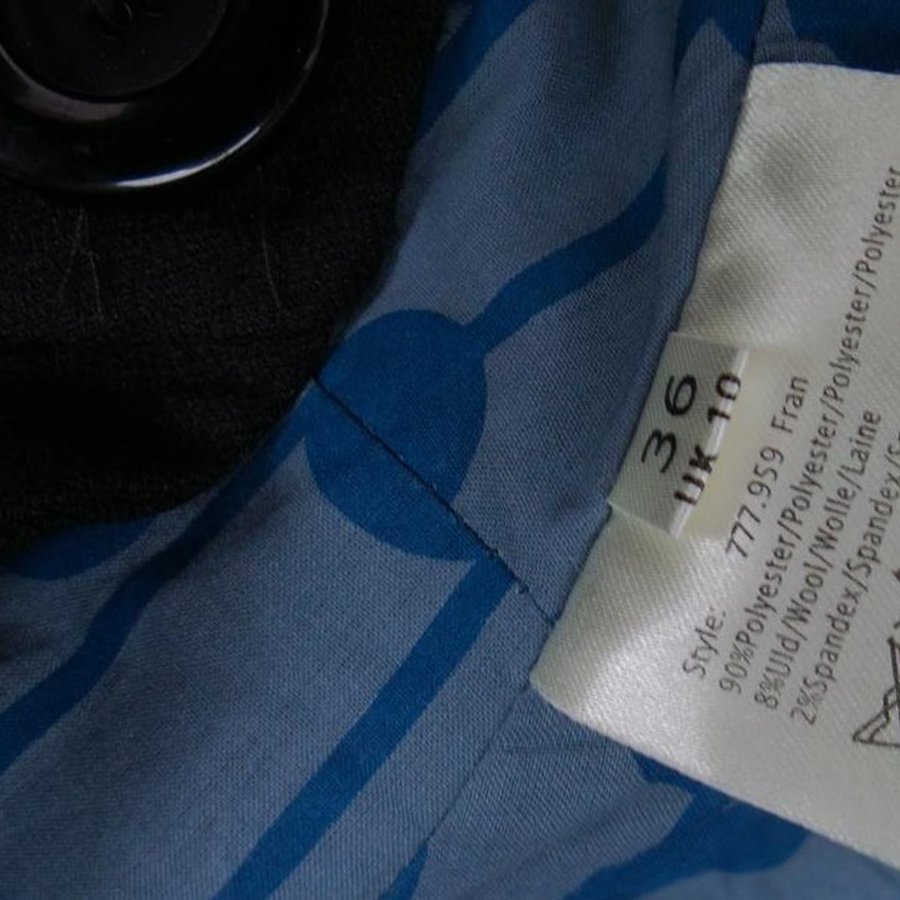 36
UK 10
Style: 777.959 Fran
90%Polyester/Polyester/Polyester/Polyester
8%Uld/Wool/Wolle/Laine
2%Spandex/Spandex/Spandex